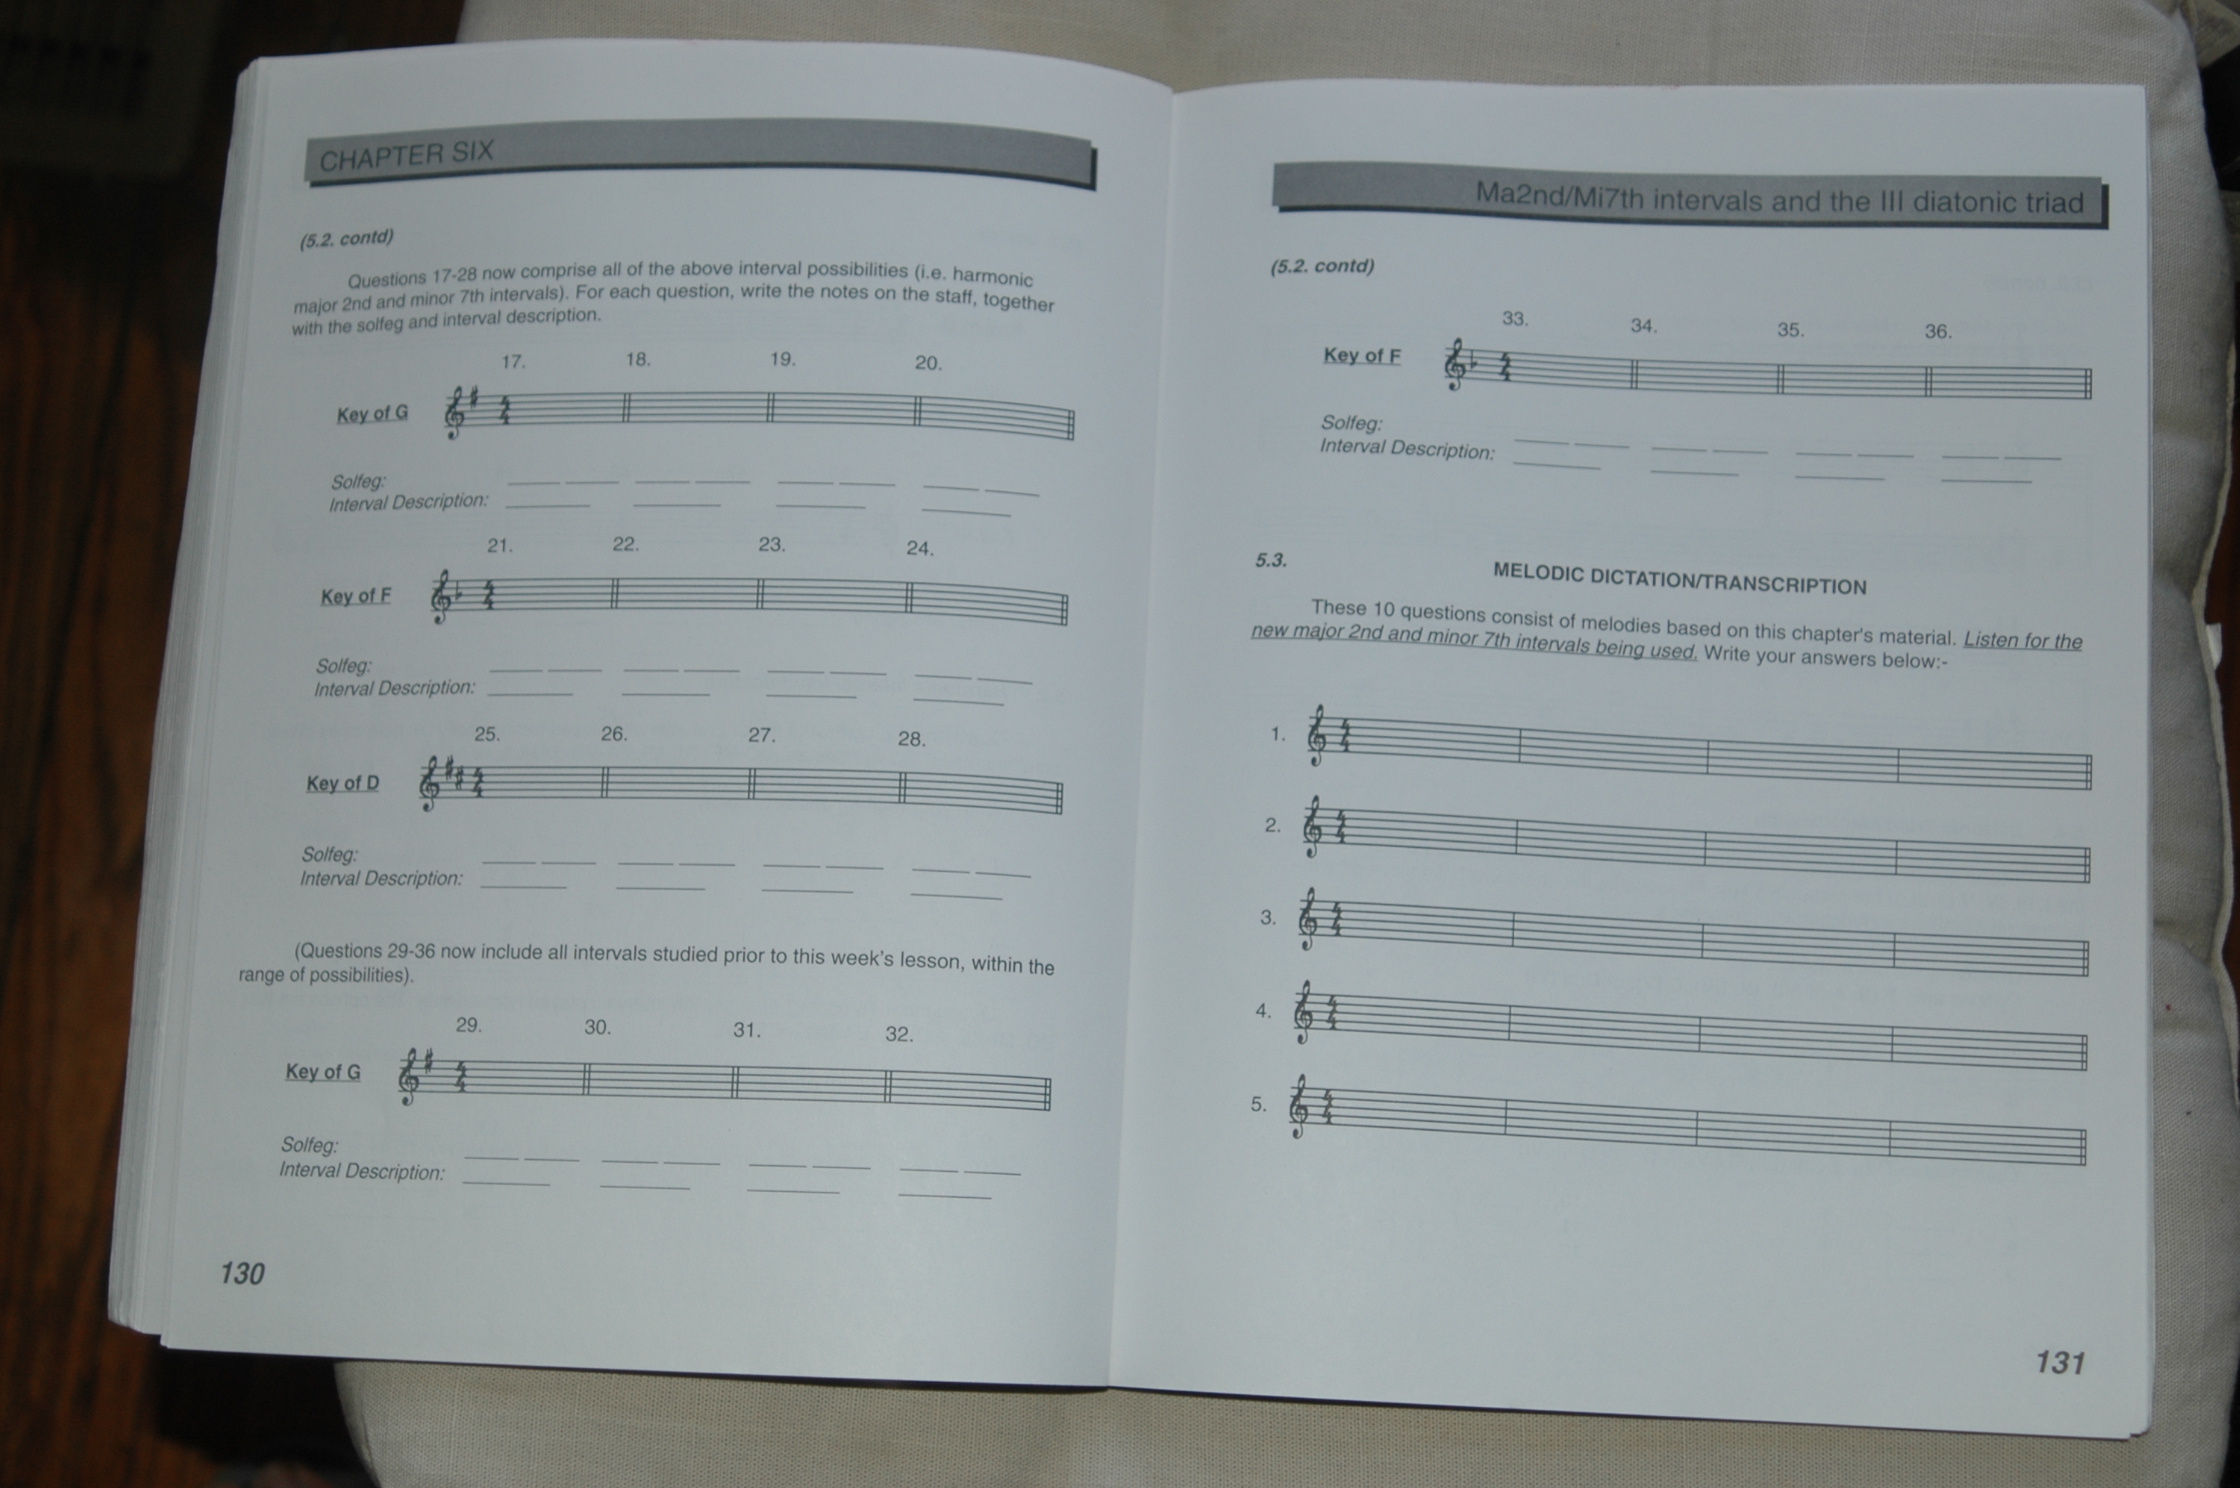 CHAPTER SIX
(5.2. contd)
Questions 17-28 now comprise all of the above interval possibilities (i.e. harmonic
major 2nd and minor 7th intervals). For each question, write the notes on the staff, together
with the solfeg and interval description.
17. 18. 19. 20.
Key of G
Solfeg:
Interval Description:
21. 22. 23. 24.
Key of F
Solfeg:
Interval Description:
25. 26. 27. 28.
Key of D
Solfeg:
Interval Description:
(Questions 29-36 now include all intervals studied prior to this week's lesson, within the
range of possibilities).
29. 30. 31. 32.
Key of G
Solfeg:
Interval Description:
130
Ma2nd/Mi7th intervals and the III diatonic triad
(5.2. contd)
33. 34. 35. 36.
Key of F
Solfeg:
Interval Description:
5.3.
MELODIC DICTATION/TRANSCRIPTION
These 10 questions consist of melodies based on this chapter's material. Listen for the
new major 2nd and minor 7th intervals being used. Write your answers below:-
1.
2.
3.
4.
5.
131